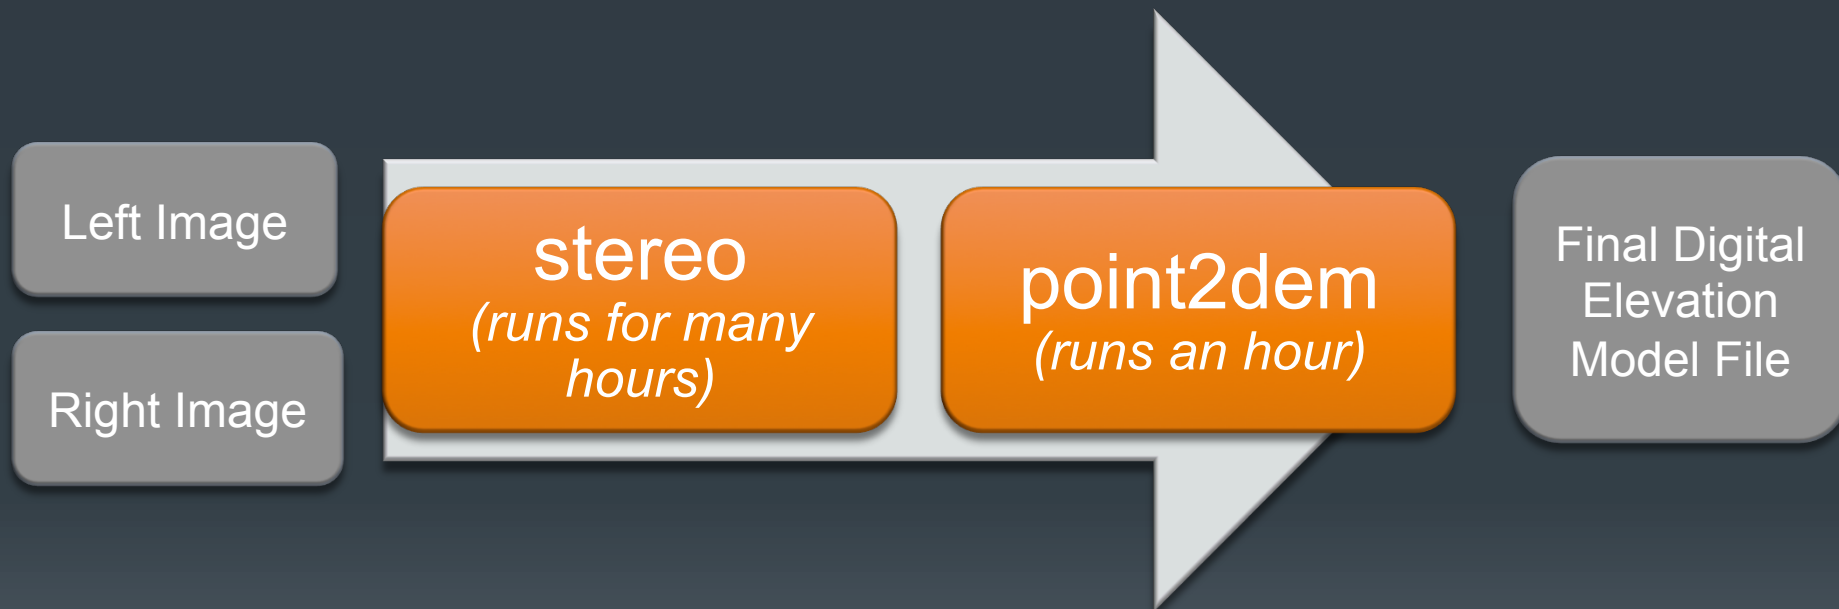 Left Image
Right Image
stereo
(runs for many
hours)
point2dem
(runs an hour)
Final Digital
Elevation
Model File